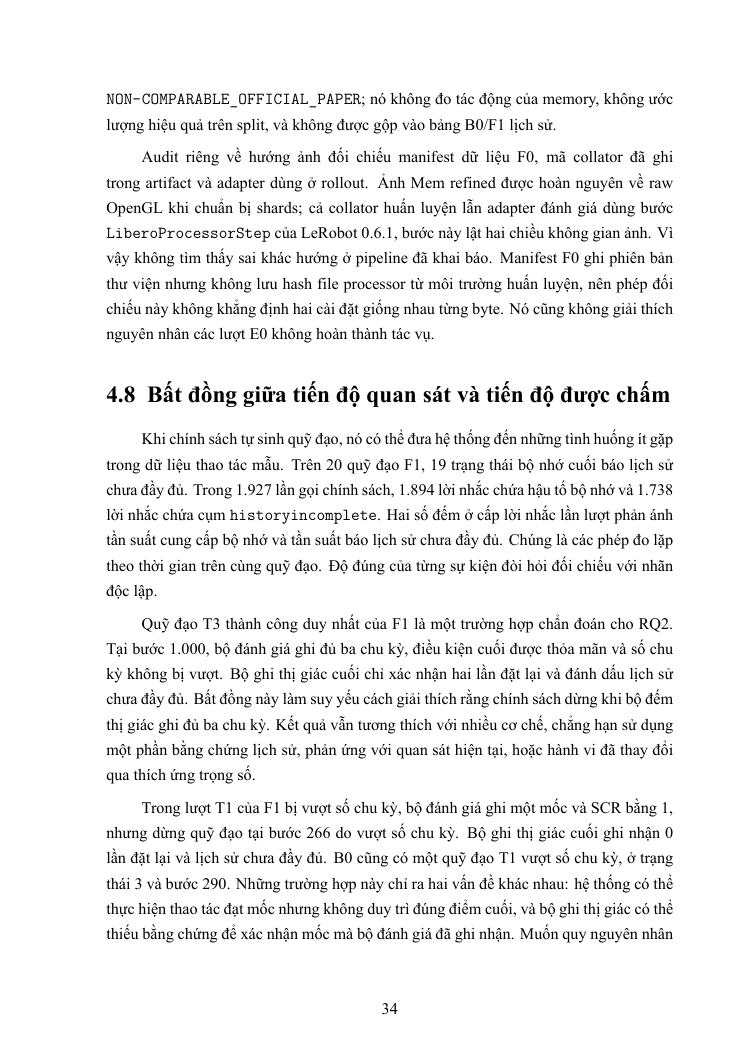 NON-COMPARABLE_OFFICIAL_PAPER; nó không đo tác động của memory, không ước
lượng hiệu quả trên split, và không được gộp vào bảng B0/F1 lịch sử.
Audit riêng về hướng ảnh đối chiếu manifest dữ liệu F0, mã collator đã ghi
trong artifact và adapter dùng ở rollout. Ảnh Mem refined được hoàn nguyên về raw
OpenGL khi chuẩn bị shards; cả collator huấn luyện lẫn adapter đánh giá dùng bước
LiberoProcessorStep của LeRobot 0.6.1, bước này lật hai chiều không gian ảnh. Vì
vậy không tìm thấy sai khác hướng ở pipeline đã khai báo. Manifest F0 ghi phiên bản
thư viện nhưng không lưu hash file processor từ môi trường huấn luyện, nên phép đối
chiếu này không khẳng định hai cài đặt giống nhau từng byte. Nó cũng không giải thích
nguyên nhân các lượt E0 không hoàn thành tác vụ.
4.8 Bất đồng giữa tiến độ quan sát và tiến độ được chấm
Khi chính sách tự sinh quỹ đạo, nó có thể đưa hệ thống đến những tình huống ít gặp
trong dữ liệu thao tác mẫu. Trên 20 quỹ đạo F1, 19 trạng thái bộ nhớ cuối báo lịch sử
chưa đầy đủ. Trong 1.927 lần gọi chính sách, 1.894 lời nhắc chứa hậu tố bộ nhớ và 1.738
lời nhắc chứa cụm historyincomplete. Hai số đếm ở cấp lời nhắc lần lượt phản ánh
tần suất cung cấp bộ nhớ và tần suất báo lịch sử chưa đầy đủ. Chúng là các phép đo lặp
theo thời gian trên cùng quỹ đạo. Độ đúng của từng sự kiện đòi hỏi đối chiếu với nhãn
độc lập.
Quỹ đạo T3 thành công duy nhất của F1 là một trường hợp chẩn đoán cho RQ2.
Tại bước 1.000, bộ đánh giá ghi đủ ba chu kỳ, điều kiện cuối được thỏa mãn và số chu
kỳ không bị vượt. Bộ ghi thị giác cuối chỉ xác nhận hai lần đặt lại và đánh dấu lịch sử
chưa đầy đủ. Bất đồng này làm suy yếu cách giải thích rằng chính sách dừng khi bộ đếm
thị giác ghi đủ ba chu kỳ. Kết quả vẫn tương thích với nhiều cơ chế, chẳng hạn sử dụng
một phần bằng chứng lịch sử, phản ứng với quan sát hiện tại, hoặc hành vi đã thay đổi
qua thích ứng trọng số.
Trong lượt T1 của F1 bị vượt số chu kỳ, bộ đánh giá ghi một mốc và SCR bằng 1,
nhưng dừng quỹ đạo tại bước 266 do vượt số chu kỳ. Bộ ghi thị giác cuối ghi nhận 0
lần đặt lại và lịch sử chưa đầy đủ. B0 cũng có một quỹ đạo T1 vượt số chu kỳ, ở trạng
thái 3 và bước 290. Những trường hợp này chỉ ra hai vấn đề khác nhau: hệ thống có thể
thực hiện thao tác đạt mốc nhưng không duy trì đúng điểm cuối, và bộ ghi thị giác có thể
thiếu bằng chứng để xác nhận mốc mà bộ đánh giá đã ghi nhận. Muốn quy nguyên nhân
34